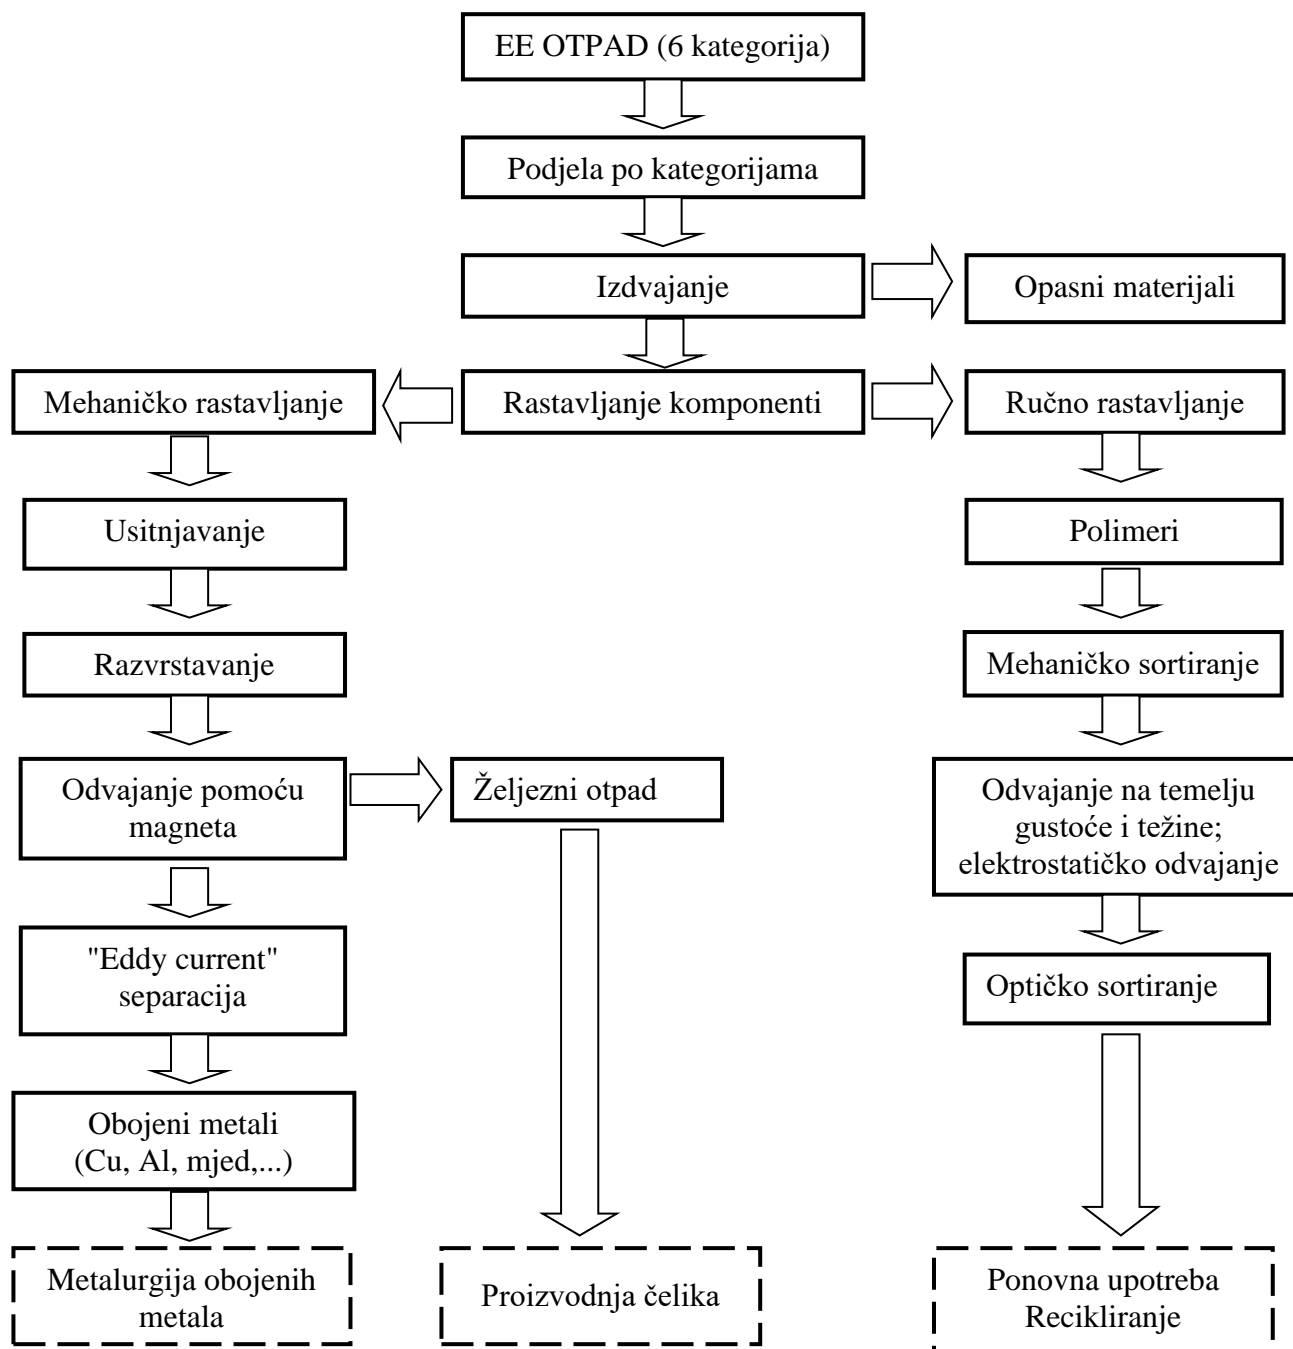 EE OTPAD (6 kategorija)
Podjela po kategorijama
Izdvajanje
Opasni materijali
Mehaničko rastavljanje
Rastavljanje komponenti
Ručno rastavljanje
Usitnjavanje
Polimeri
Razvrstavanje
Mehaničko sortiranje
Odvajanje pomoću
magneta
Željezni otpad
Odvajanje na temelju
gustoće i težine;
elektrostatičko odvajanje
"Eddy current"
separacija
Optičko sortiranje
Obojeni metali
(Cu, Al, mjed,...)
Metalurgija obojenih
metala
Proizvodnja čelika
Ponovna upotreba
Recikliranje